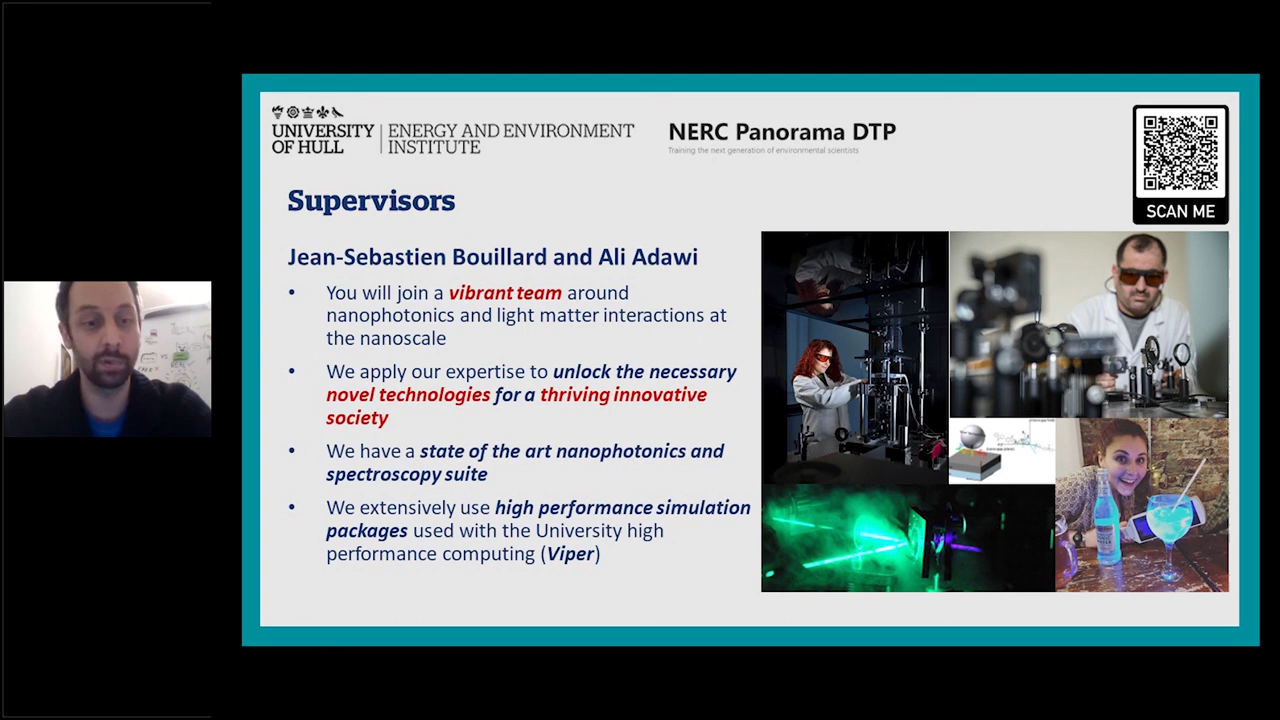 UNIVERSITY
OF HULL
ENERGY AND ENVIRONMENT
INSTITUTE
NERC Panorama DTP
Training the next generation of environmental scientists
SCAN ME
Supervisors
Jean-Sebastien Bouillard and Ali Adawi
• You will join a vibrant team around
nanophotonics and light matter interactions at
the nanoscale
• We apply our expertise to unlock the necessary
novel technologies for a thriving innovative
society
• We have a state of the art nanophotonics and
spectroscopy suite
• We extensively use high performance simulation
packages used with the University high
performance computing (Viper)